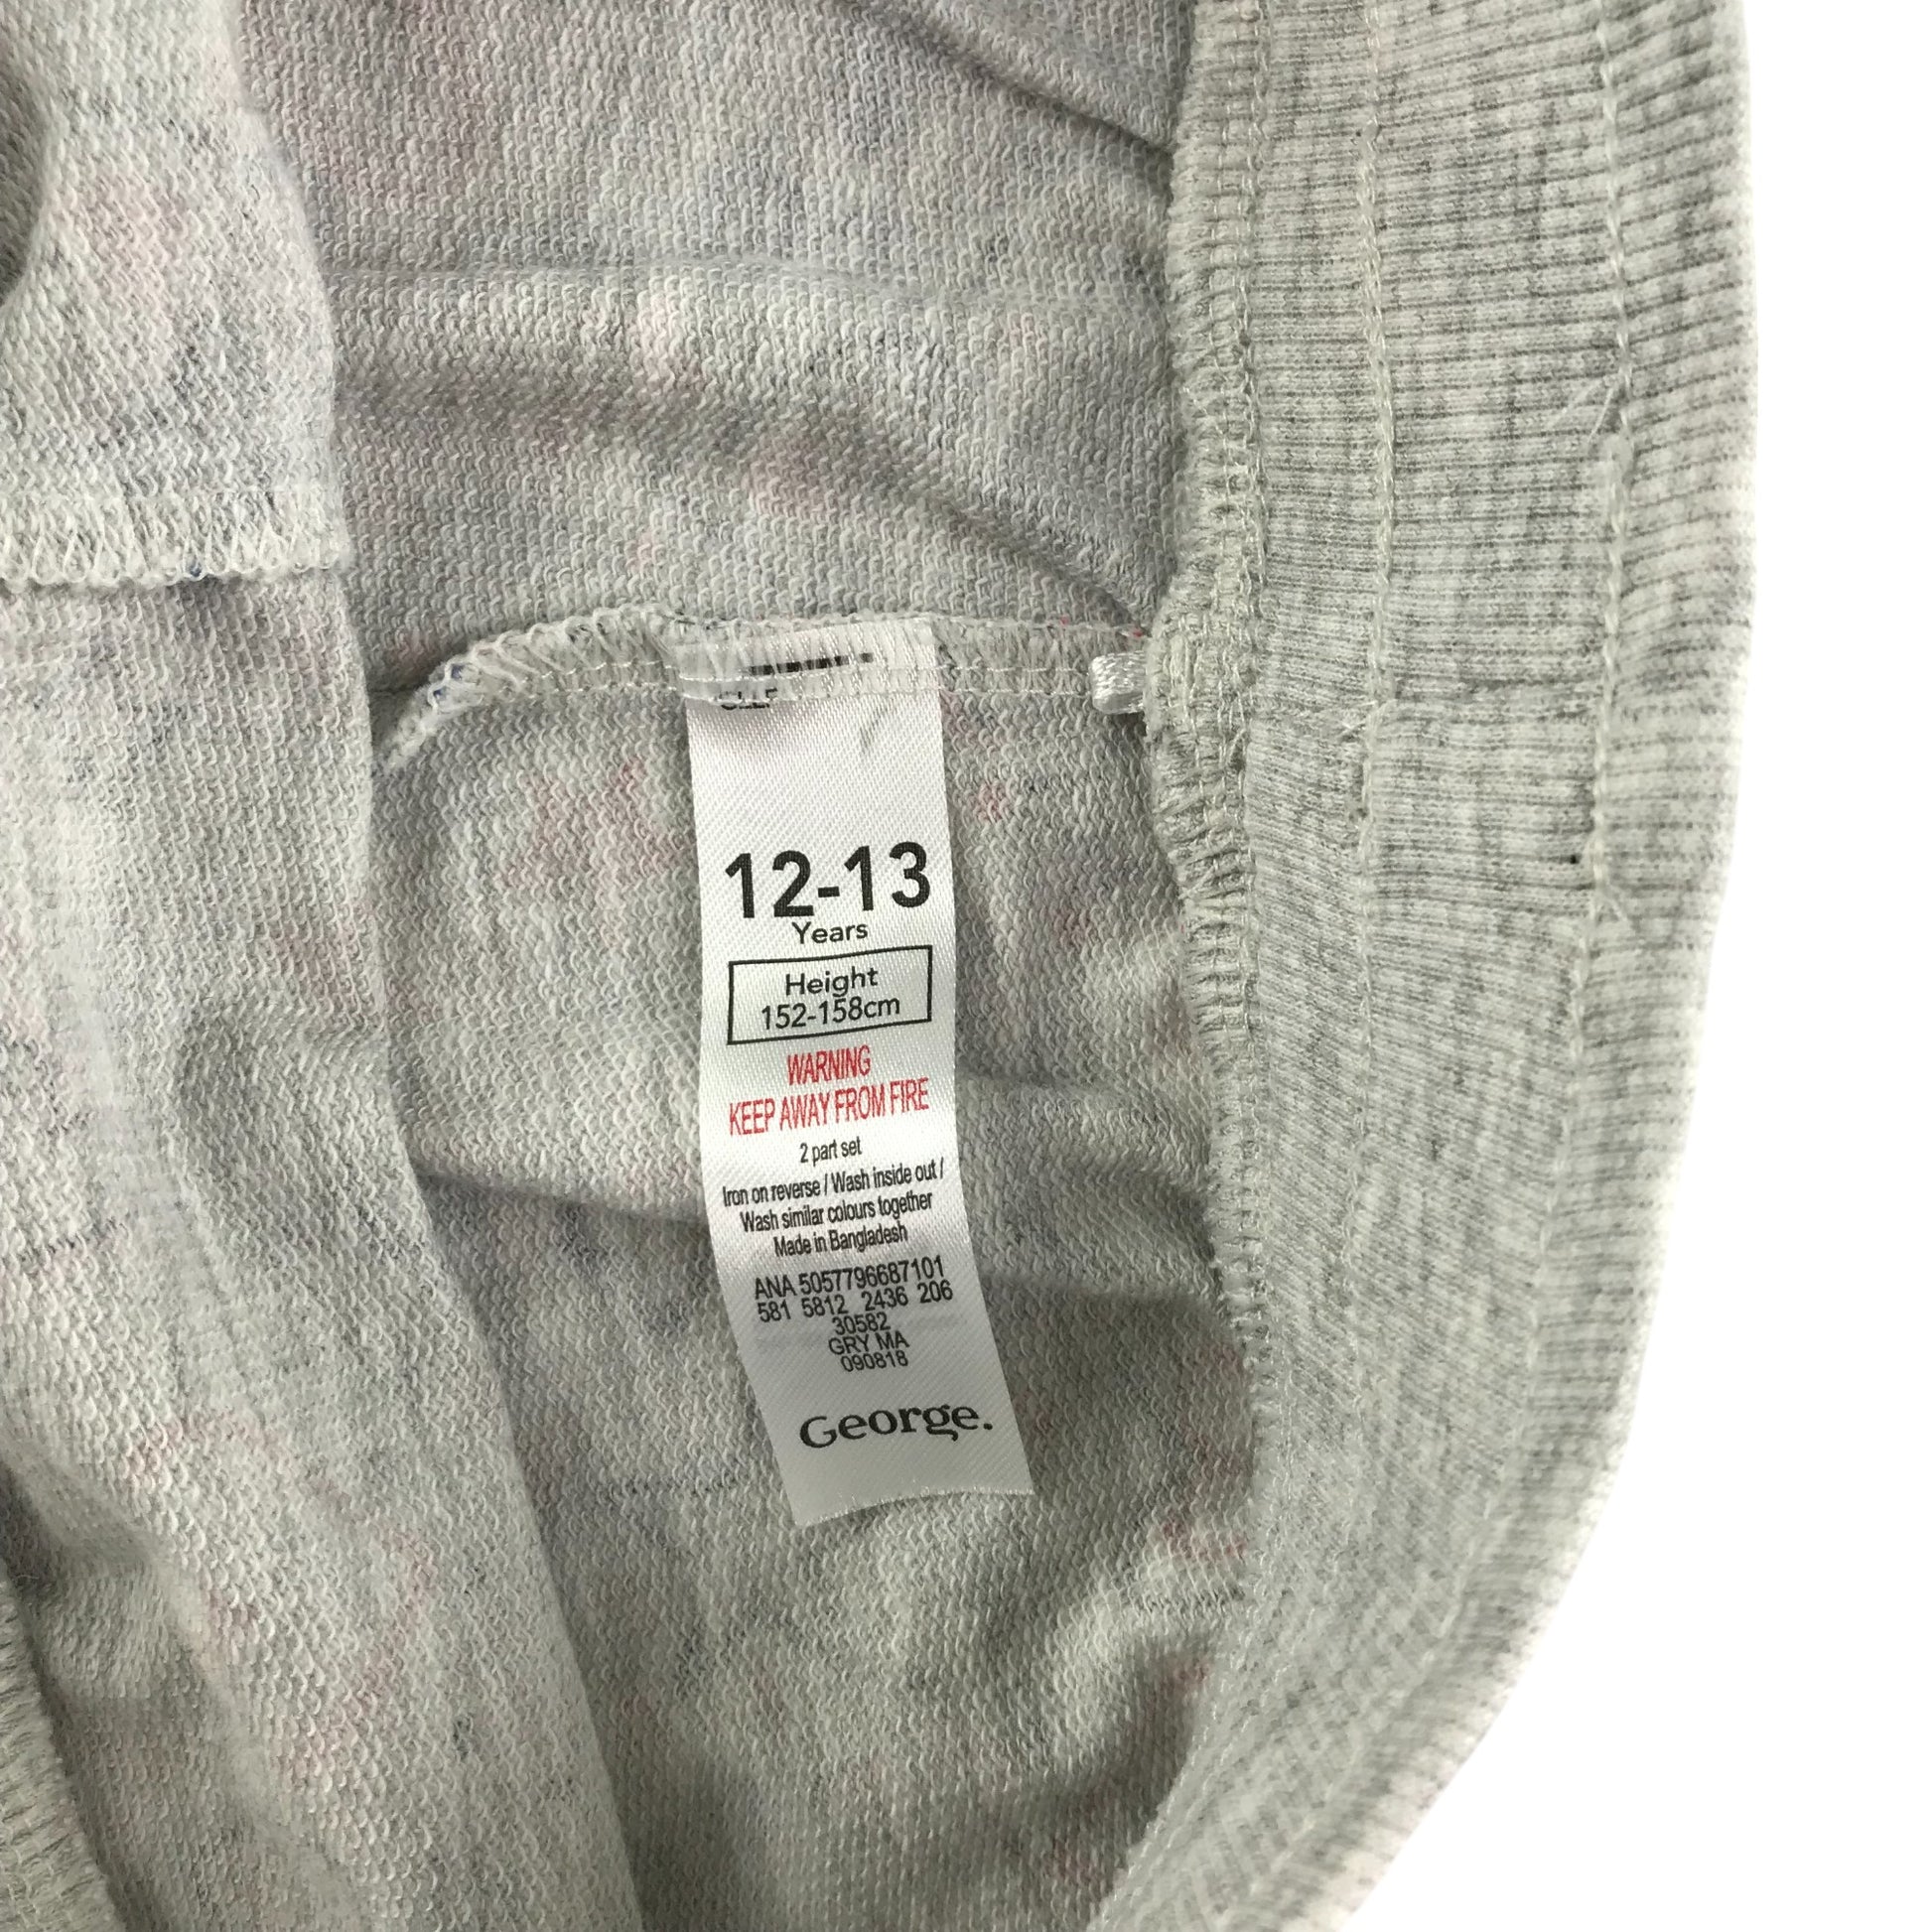 12-13
Years
Height
152-158cm
WARNING
KEEP AWAY FROM FIRE
2 part set
Iron on reverse / Wash inside out /
Wash similar colours together
Made in Bangladesh
ANA 5057796687101
581 5812 2436 206
30582
GRY MA
090818
George.